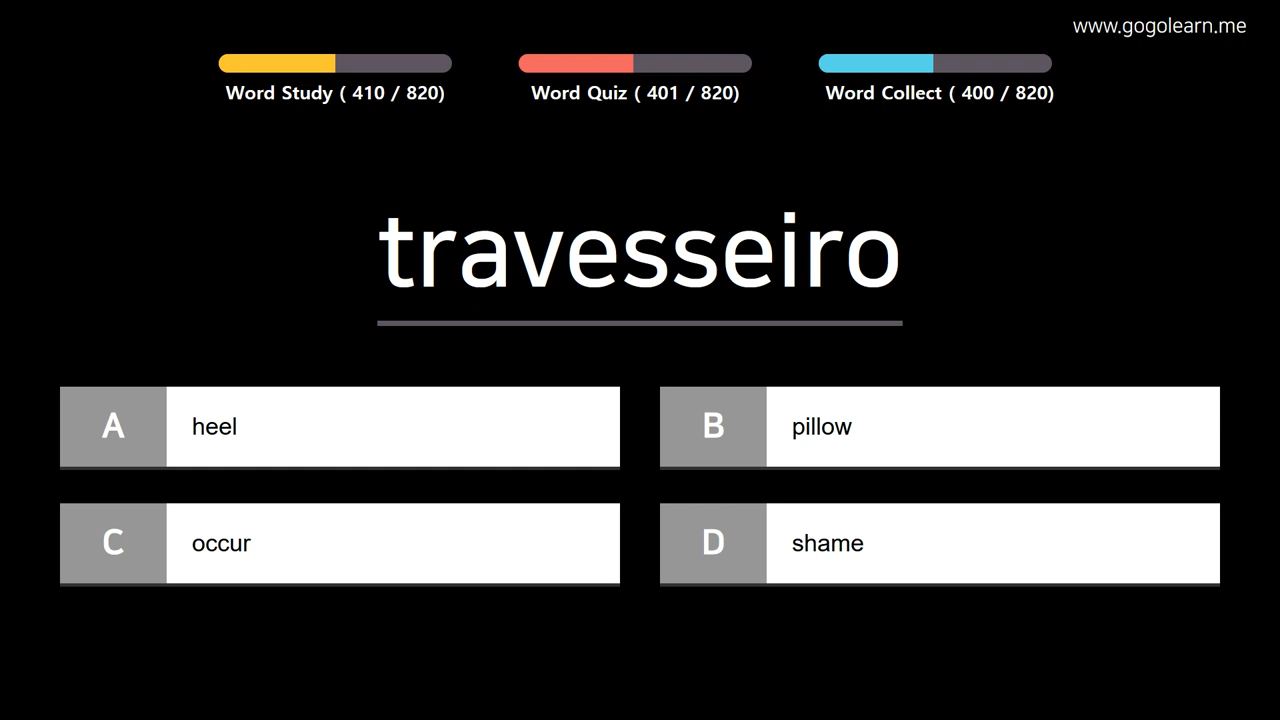 www.gogolearn.me
Word Study ( 410 / 820)
Word Quiz ( 401 / 820)
Word Collect ( 400 / 820)
travesseiro
A heel
B pillow
C occur
D shame